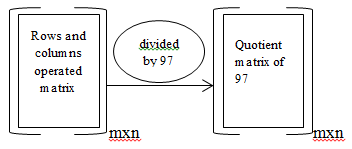 Rows and
columns
operated
matrix
divided
by 97
Quotient
matrix of
97
mxn
mxn